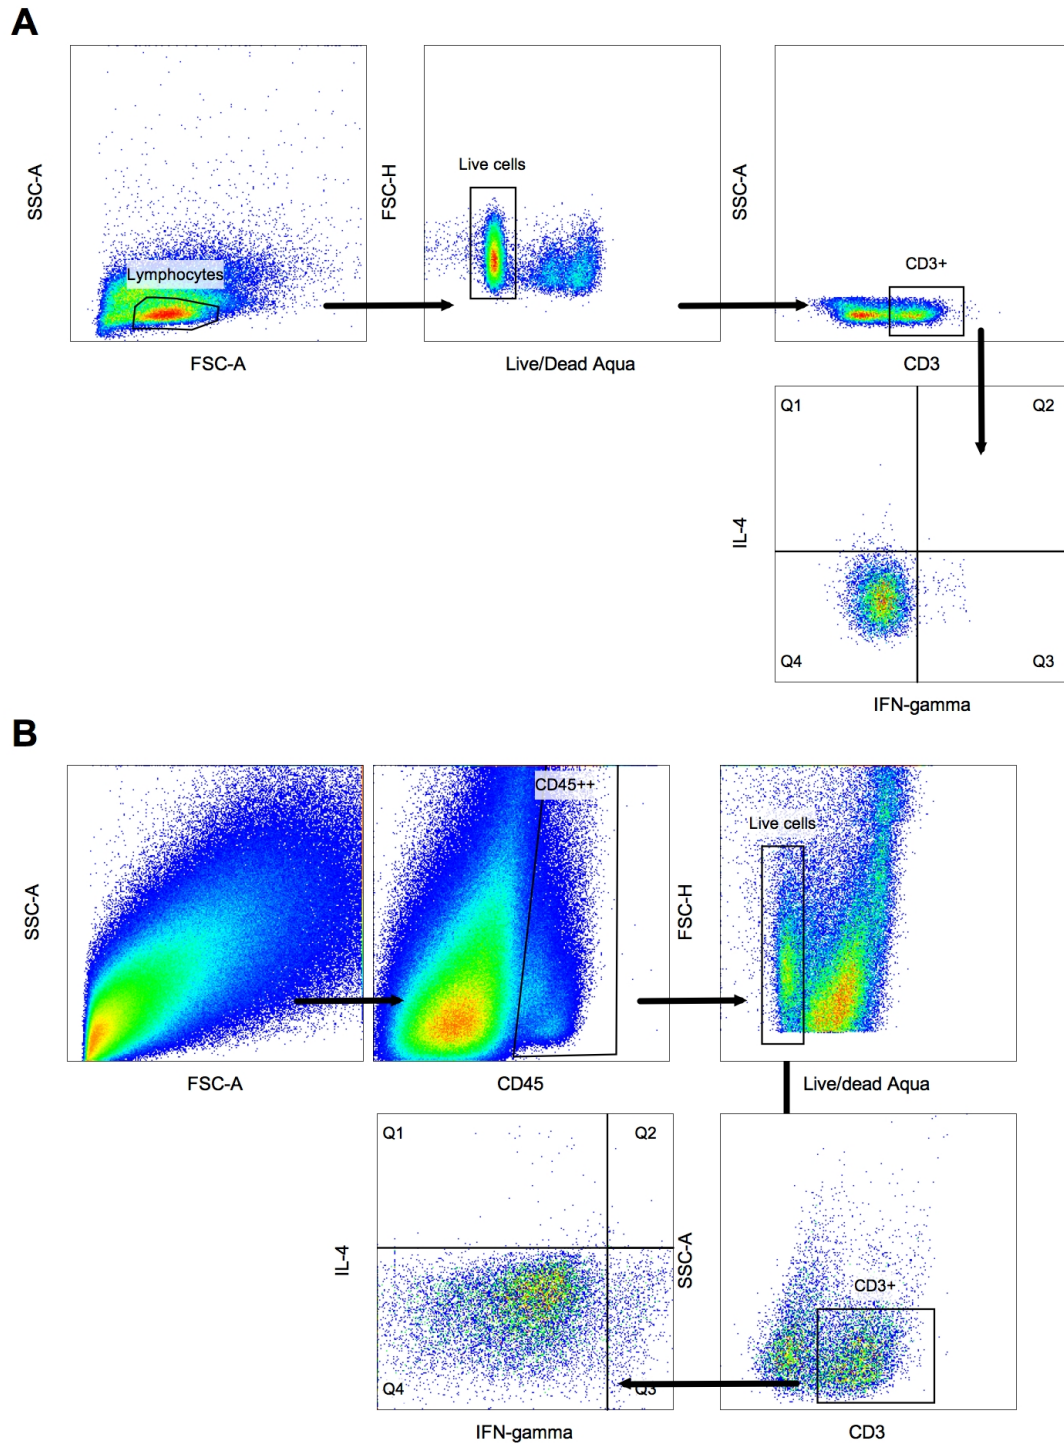 A
SSC-A
Lymphocytes
FSC-A
FSC-H
Live cells
Live/Dead Aqua
SSC-A
CD3+
CD3
Q1
Q2
IL-4
Q4
Q3
IFN-gamma
B
SSC-A
FSC-A
CD45++
CD45
FSC-H
Live cells
Live/dead Aqua
Q1
Q2
IL-4
Q4
Q3
IFN-gamma
SSC-A
CD3+
CD3